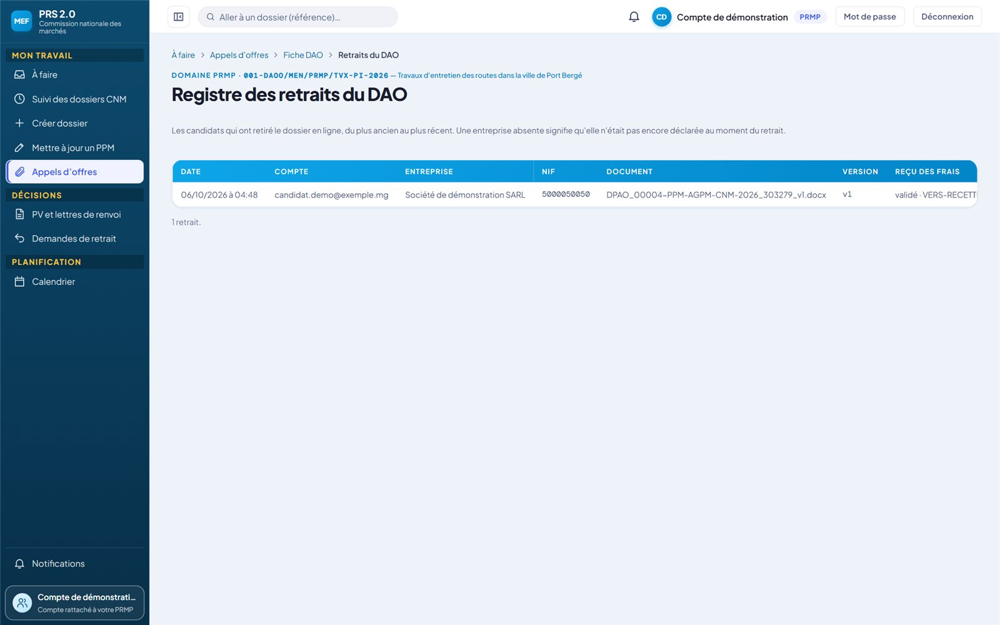 MEF
PRS 2.0
Commission nationale des
marchés
MON TRAVAIL
À faire
Suivi des dossiers CNM
Créer dossier
Mettre à jour un PPM
Appels d'offres
DÉCISIONS
PV et lettres de renvoi
Demandes de retrait
PLANIFICATION
Calendrier
Notifications
Compte de démonstrati...
Compte rattaché à votre PRMP
Aller à un dossier (référence)...
CD
Compte de démonstration
PRMP
Mot de passe
Déconnexion
À faire > Appels d'offres > Fiche DAO > Retraits du DAO
DOMAINE PRMP · 001-DAOO/MEN/PRMP/TVX-PI-2026 — Travaux d'entretien des routes dans la ville de Port Bergé
Registre des retraits du DAO
Les candidats qui ont retiré le dossier en ligne, du plus ancien au plus récent. Une entreprise absente signifie qu'elle n'était pas encore déclarée au moment du retrait.
DATE COMPTE ENTREPRISE NIF DOCUMENT VERSION REÇU DES FRAIS
06/10/2026 à 04:48 candidat.demo@exemple.mg Société de démonstration SARL 5000050050 DPAO_00004-PPM-AGPM-CNM-2026_303279_v1.docx v1 validé · VERS-RECETT
1 retrait.